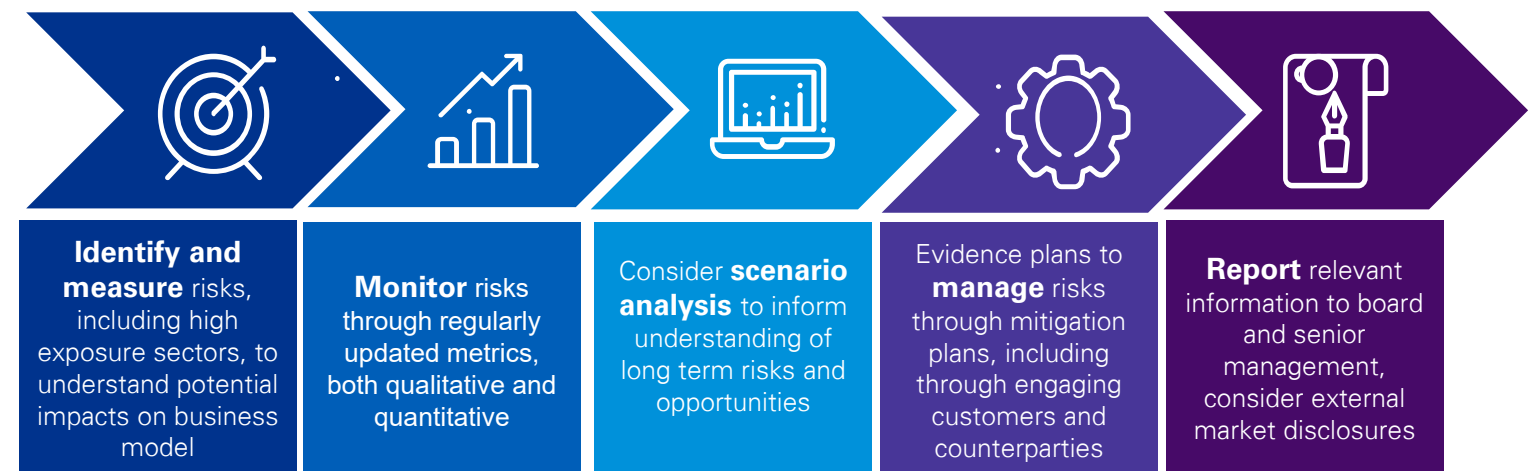 Identify and
measure risks,
including high
exposure sectors, to
understand potential
impacts on business
model
Monitor risks
through regularly
updated metrics,
both qualitative and
quantitative
Consider scenario
analysis to inform
understanding of
long term risks and
opportunities
Evidence plans to
manage risks
through mitigation
plans, including
through engaging
customers and
counterparties
Report relevant
information to board
and senior
management,
consider external
market disclosures